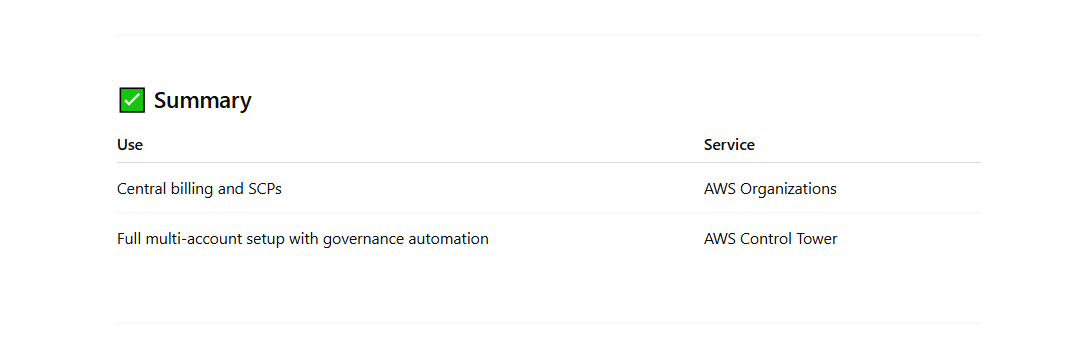 ✅ Summary
Use Service
Central billing and SCPs AWS Organizations
Full multi-account setup with governance automation AWS Control Tower